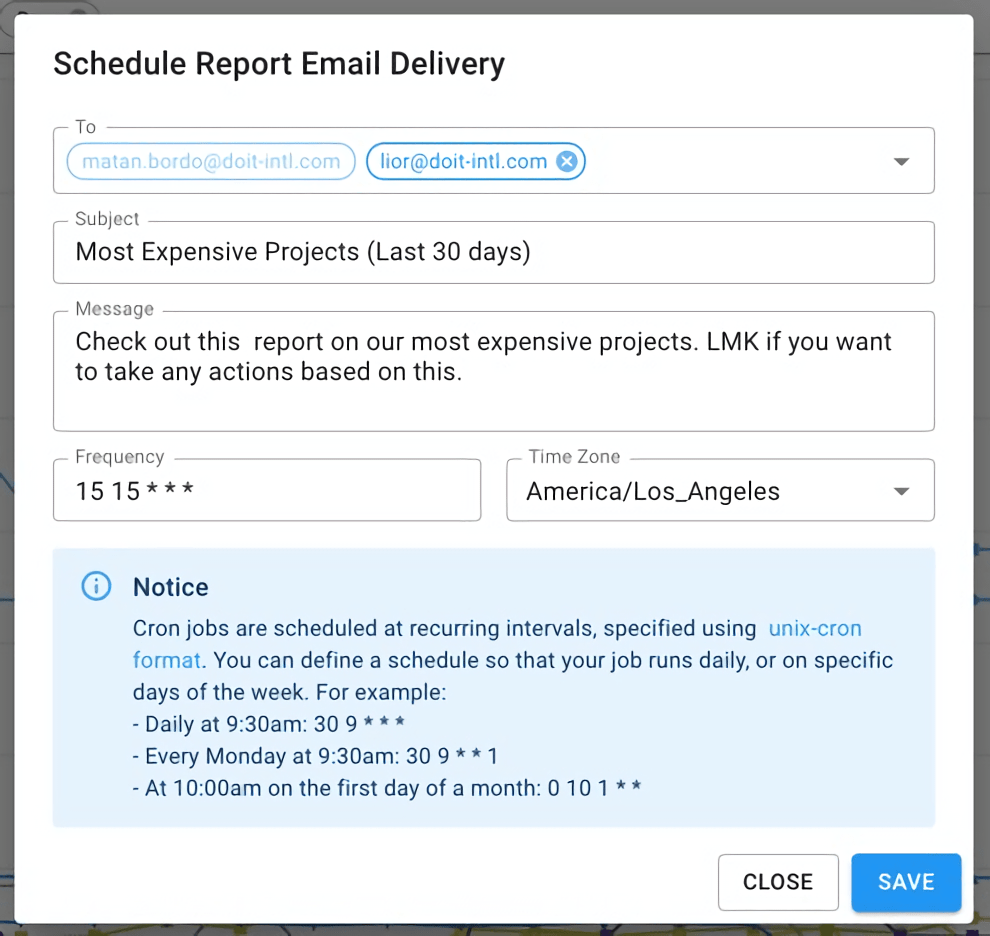 Schedule Report Email Delivery
To
matan.bordo@doit-intl.com lior@doit-intl.com
Subject
Most Expensive Projects (Last 30 days)
Message
Check out this  report on our most expensive projects. LMK if you want
to take any actions based on this.
Frequency
15 15 * * *
Time Zone
America/Los_Angeles
Notice
Cron jobs are scheduled at recurring intervals, specified using  unix-cron
format. You can define a schedule so that your job runs daily, or on specific
days of the week. For example:
- Daily at 9:30am: 30 9 * * *
- Every Monday at 9:30am: 30 9 * * 1
- At 10:00am on the first day of a month: 0 10 1 * *
CLOSE SAVE